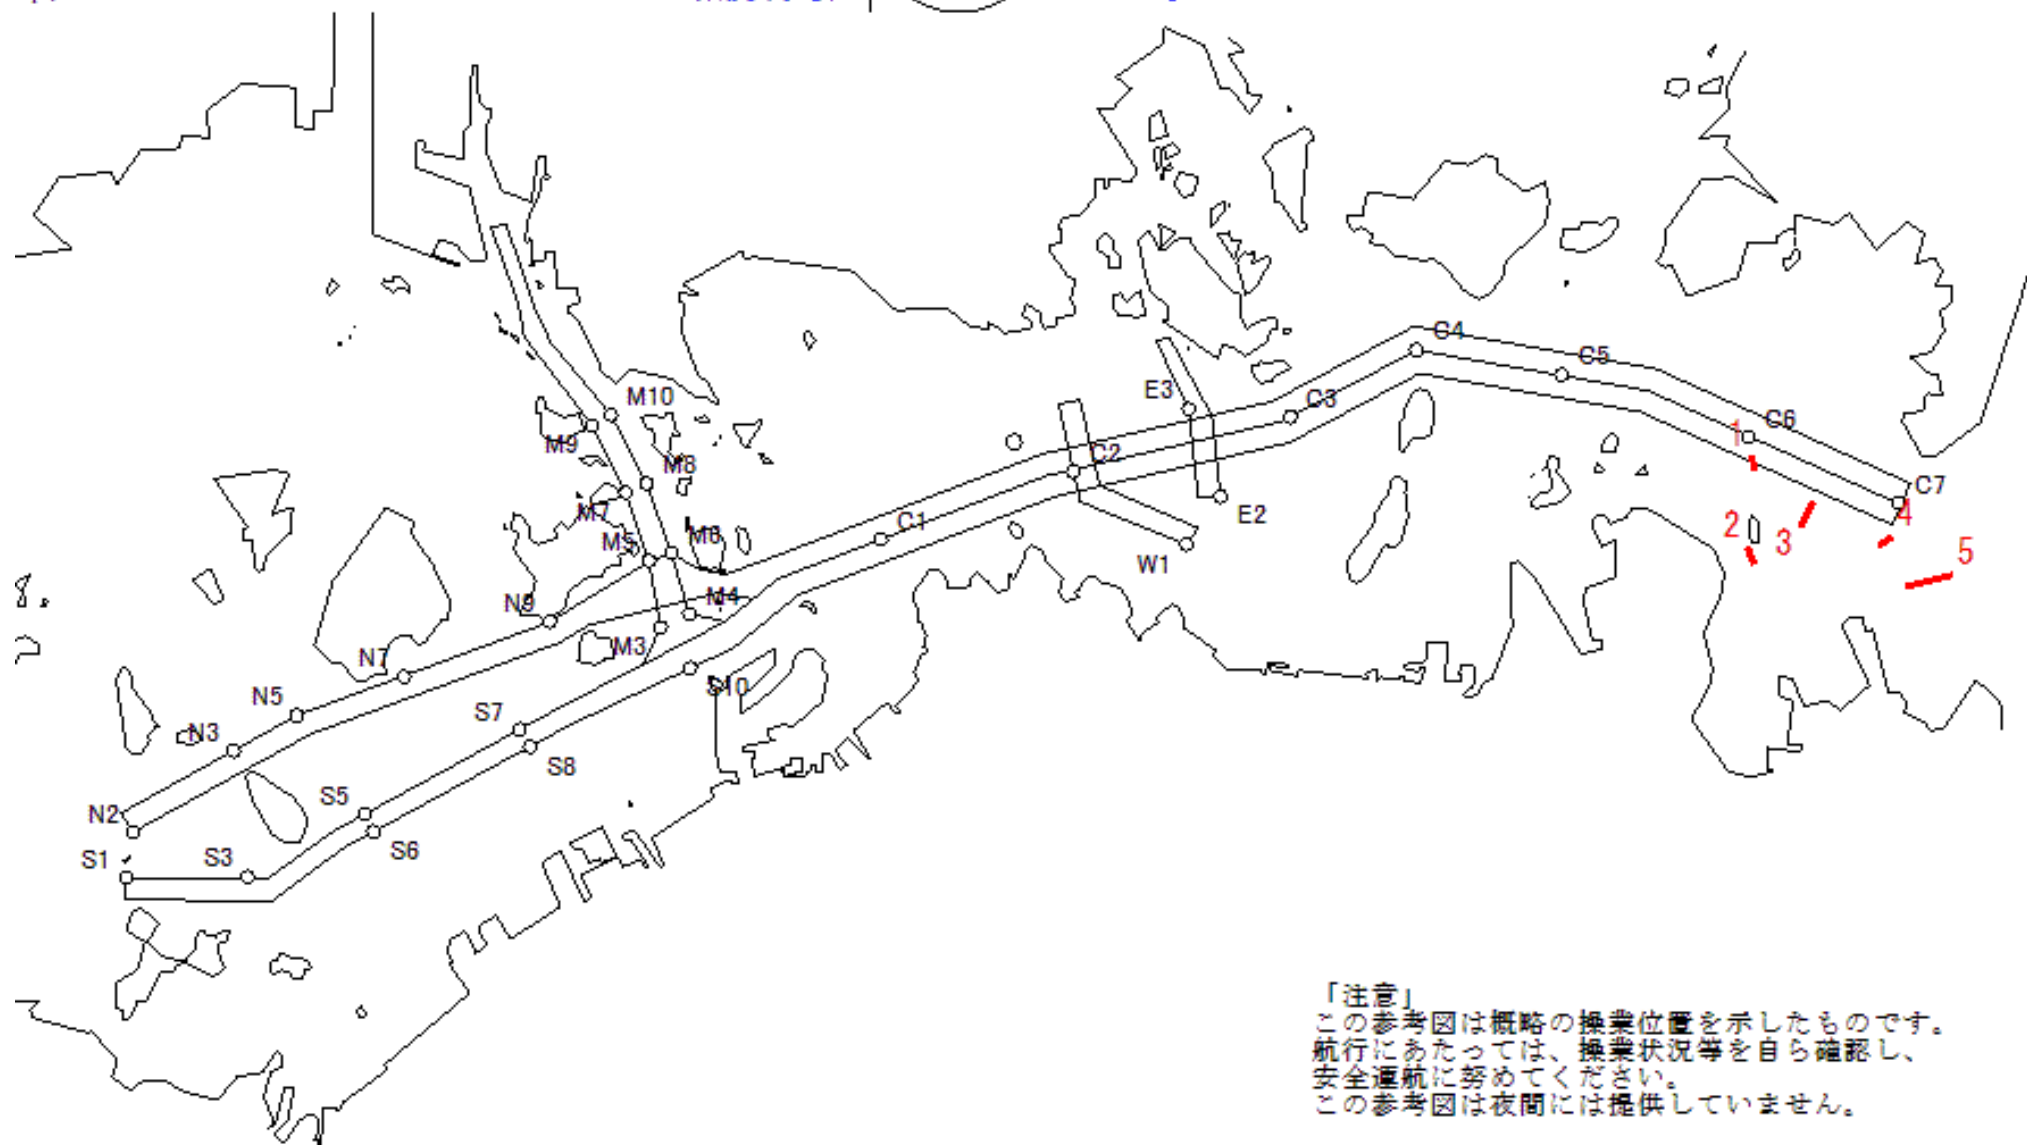 C4
C5
M10
E3
C3
C6
M9
1
C2
M8
C7
M7
4
E2
C1
2
M6
M5
3
5
W1
N9
M4
M3
N7
S10
N5
S7
N3
S8
S5
N2
S6
S1
S3
「注意」
この参考図は概略の操業位置を示したものです。
航行にあたっては、操業状況等を自ら確認し、
安全運航に努めてください。
この参考図は夜間には提供していません。